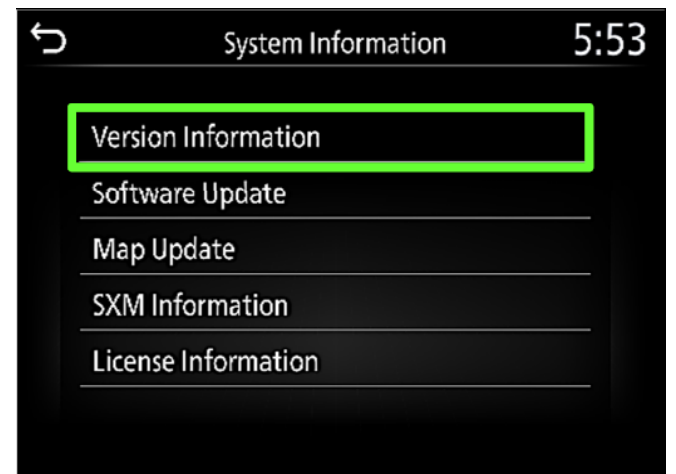 System Information 5:53
Version Information
Software Update
Map Update
SXM Information
License Information